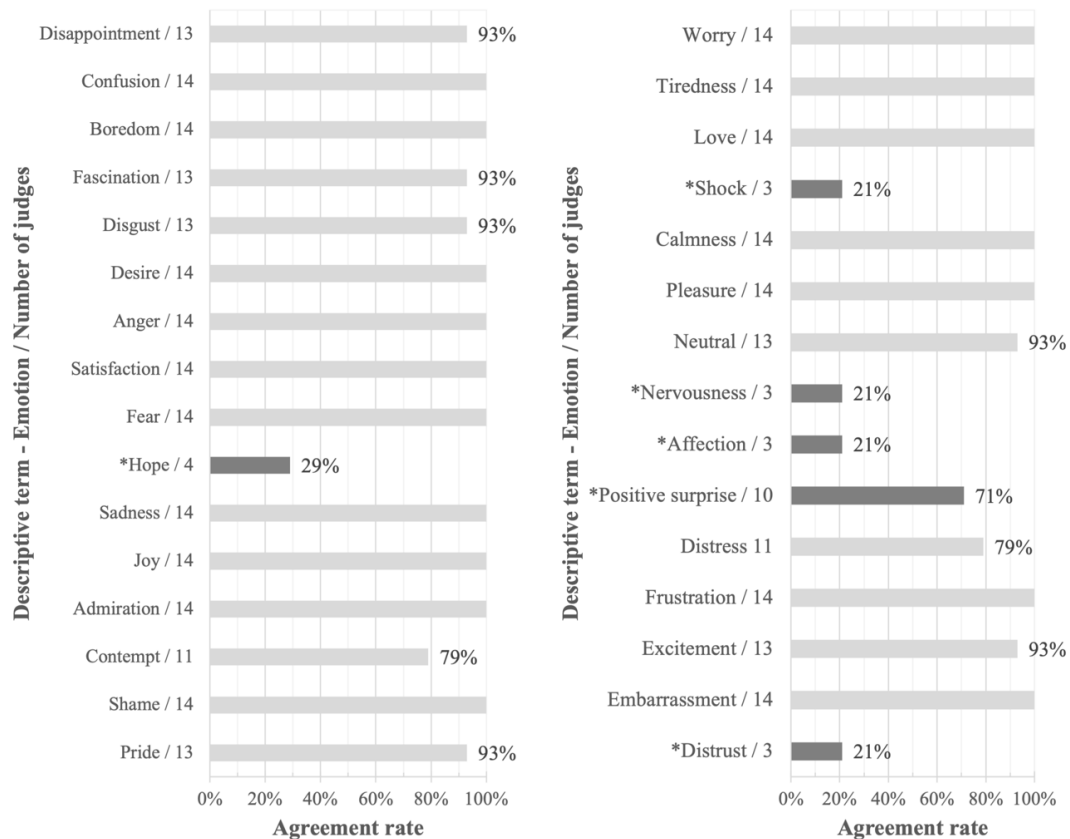 Descriptive term - Emotion / Number of judges
Disappointment / 13 93%
Confusion / 14
Boredom / 14
Fascination / 13 93%
Disgust / 13 93%
Desire / 14
Anger / 14
Satisfaction / 14
Fear / 14
*Hope / 4 29%
Sadness / 14
Joy / 14
Admiration / 14
Contempt / 11 79%
Shame / 14
Pride / 13 93%
0% 20% 40% 60% 80% 100%
Agreement rate
Descriptive term - Emotion / Number of judges
Worry / 14
Tiredness / 14
Love / 14
*Shock / 3 21%
Calmness / 14
Pleasure / 14
Neutral / 13 93%
*Nervousness / 3 21%
*Affection / 3 21%
*Positive surprise / 10 71%
Distress 11 79%
Frustration / 14
Excitement / 13 93%
Embarrassment / 14
*Distrust / 3 21%
0% 20% 40% 60% 80% 100%
Agreement rate